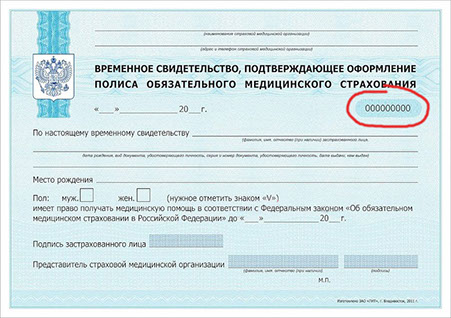 (наименование страховой медицинской организации)
(адрес и телефон страховой медицинской организации)
ВРЕМЕННОЕ СВИДЕТЕЛЬСТВО, ПОДТВЕРЖДАЮЩЕЕ ОФОРМЛЕНИЕ
ПОЛИСА ОБЯЗАТЕЛЬНОГО МЕДИЦИНСКОГО СТРАХОВАНИЯ
«___» ____________ 20___г. 000000000
По настоящему временному свидетельству
(фамилия, имя, отчество (при наличии) застрахованного лица,
дата рождения, вид документа, удостоверяющего личность, серия и номер документа, удостоверяющего личность, дата выдачи, кем выдан)
Место рождения
Пол: муж. жен. (нужное отметить знаком «V»)
имеет право получать медицинскую помощь в соответствии с Федеральным законом «Об обязательном
медицинском страховании в Российской Федерации» до «___» ____________ 20___г.
Подпись застрахованного лица
Представитель страховой медицинской организации
(фамилия, имя, отчество (при наличии)) (подпись)
М.П.
Изготовлено ЗАО г. Владивосток, 2011 г.